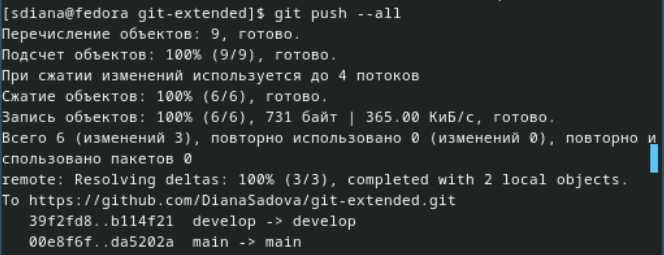 [sdiana@fedora git-extended]$ git push --all
Перечисление объектов: 9, готово.
Подсчет объектов: 100% (9/9), готово.
При сжатии изменений используется до 4 потоков
Сжатие объектов: 100% (6/6), готово.
Запись объектов: 100% (6/6), 731 байт | 365.00 КиБ/с, готово.
Всего 6 (изменений 3), повторно использовано 0 (изменений 0), повторно и
спользовано пакетов 0
remote: Resolving deltas: 100% (3/3), completed with 2 local objects.
To https://github.com/DianaSadova/git-extended.git
   39f2fd8..b114f21  develop -> develop
   00e8f6f..da5202a  main -> main